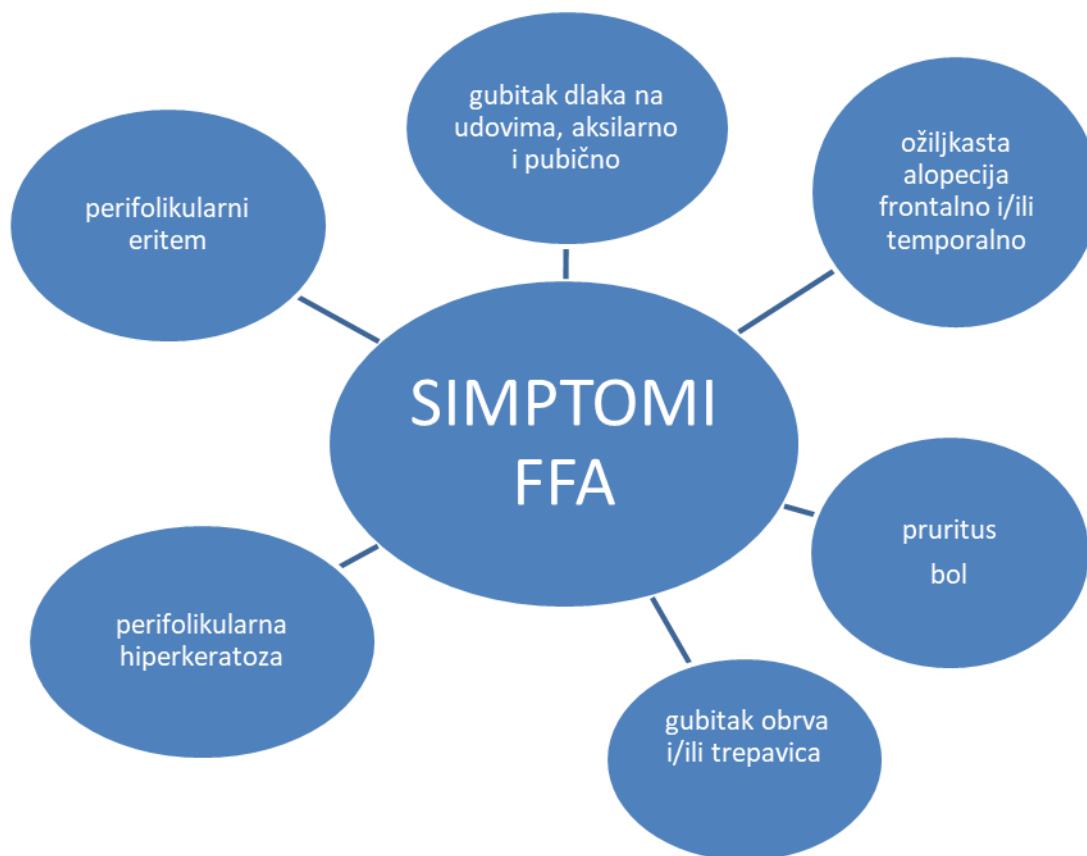 gubitak dlaka na
udovima, aksilarno
i pubično
ožiljkasta
alopecija
frontalno i/ili
temporalno
perifolikularni
eritem
SIMPTOMI
FFA
pruritus
bol
perifolikularna
hiperkeratoza
gubitak obrva
i/ili trepavica